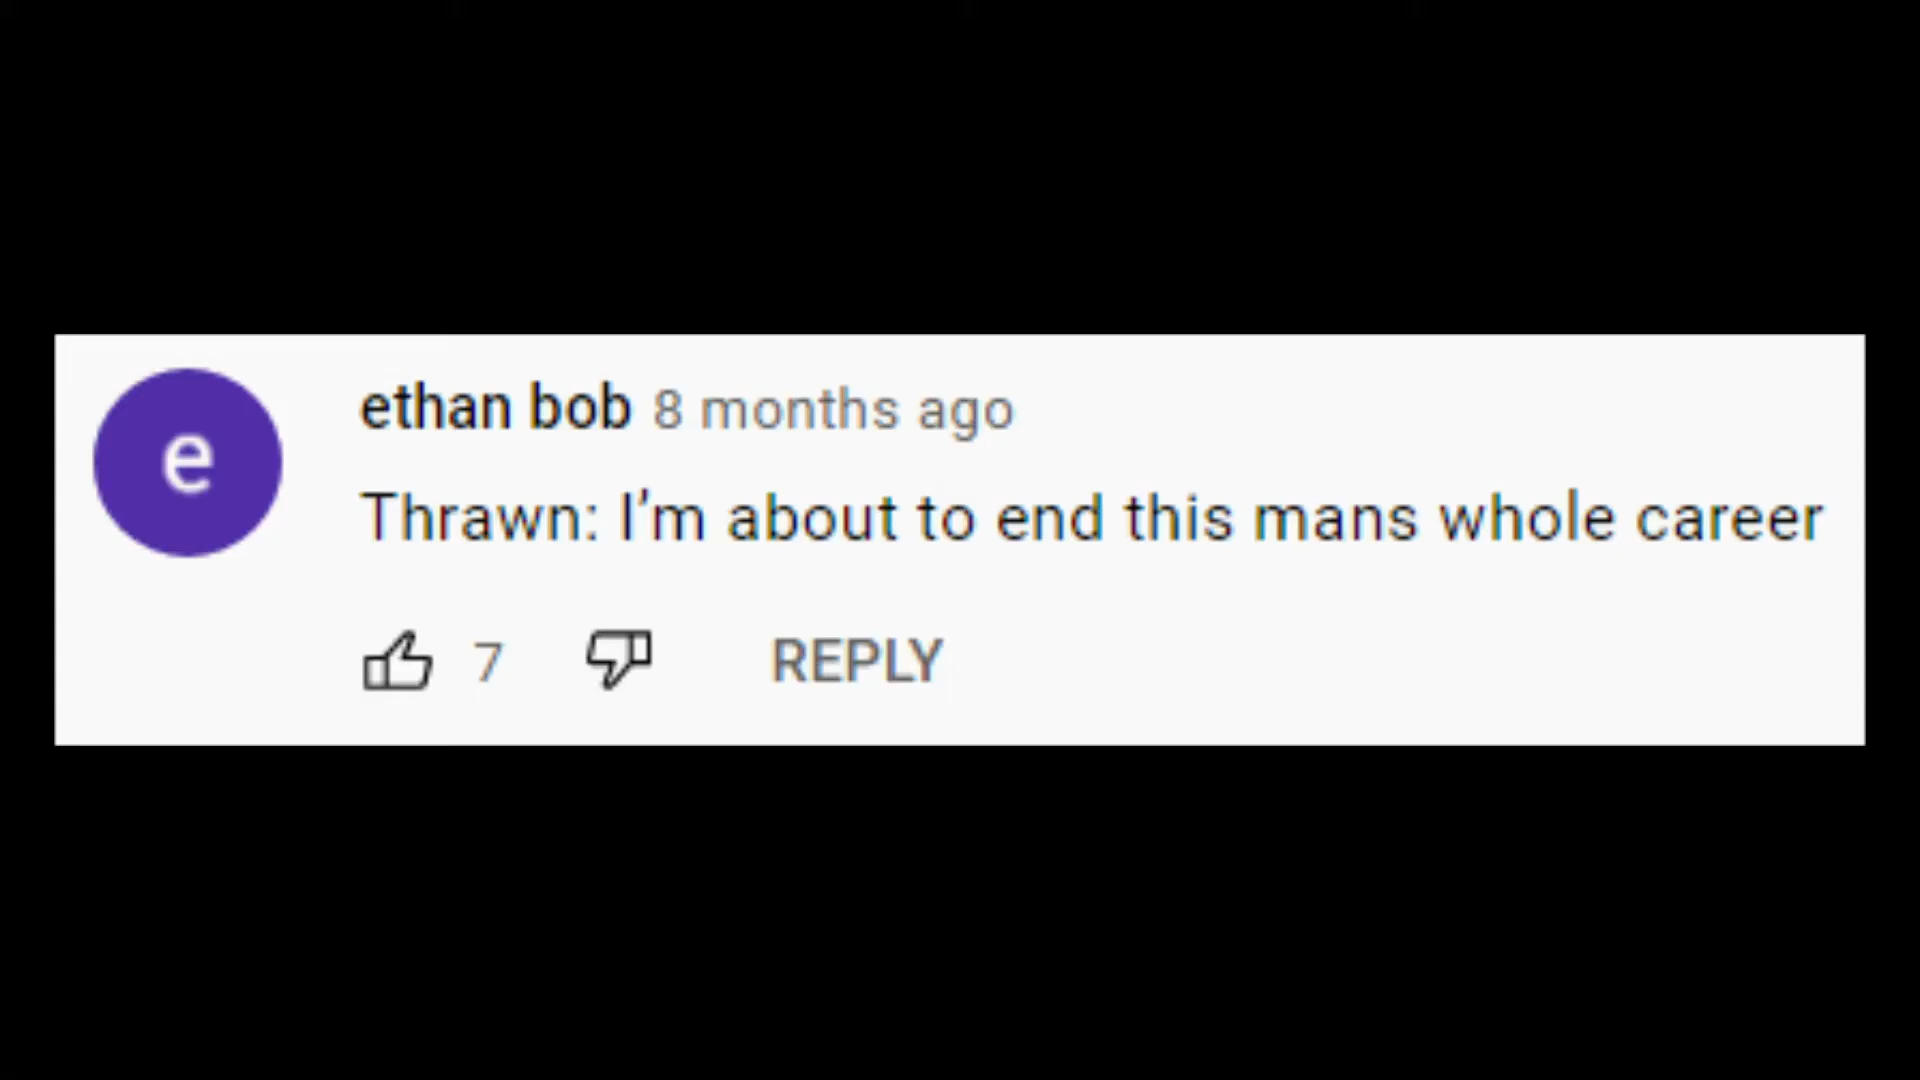 e
ethan bob 8 months ago
Thrawn: I'm about to end this mans whole career
7 REPLY